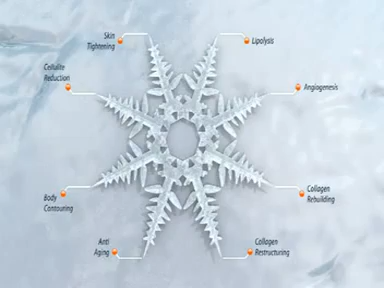 Skin
Tightening
Lipolysis
Cellulite
Reduction
Angiogenesis
Body
Contouring
Collagen
Rebuilding
Anti
Aging
Collagen
Restructuring